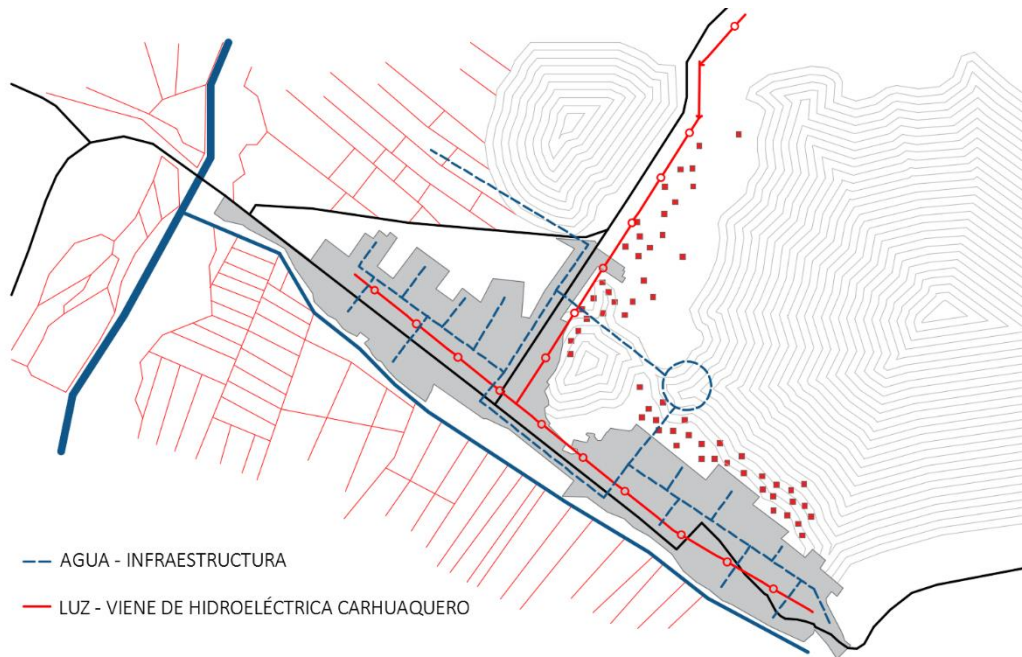 AGUA - INFRAESTRUCTURA
LUZ - VIENE DE HIDROELÉCTRICA CARHUAQUERO